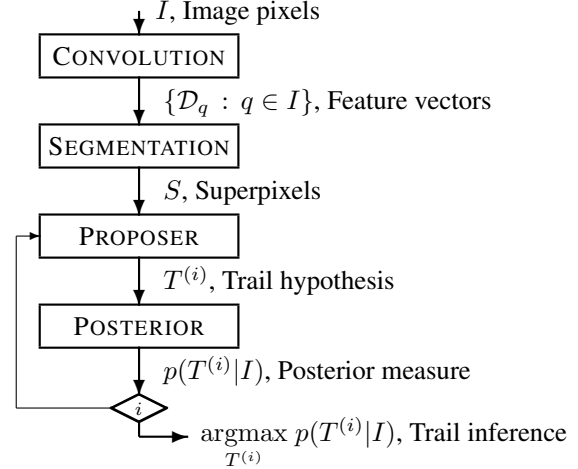 I, Image pixels
CONVOLUTION
{𝒟_q : q ∈ I}, Feature vectors
SEGMENTATION
S, Superpixels
PROPOSER
T^{(i)}, Trail hypothesis
POSTERIOR
p(T^{(i)}|I), Posterior measure
i
argmax p(T^{(i)}|I), Trail inference
T^{(i)}